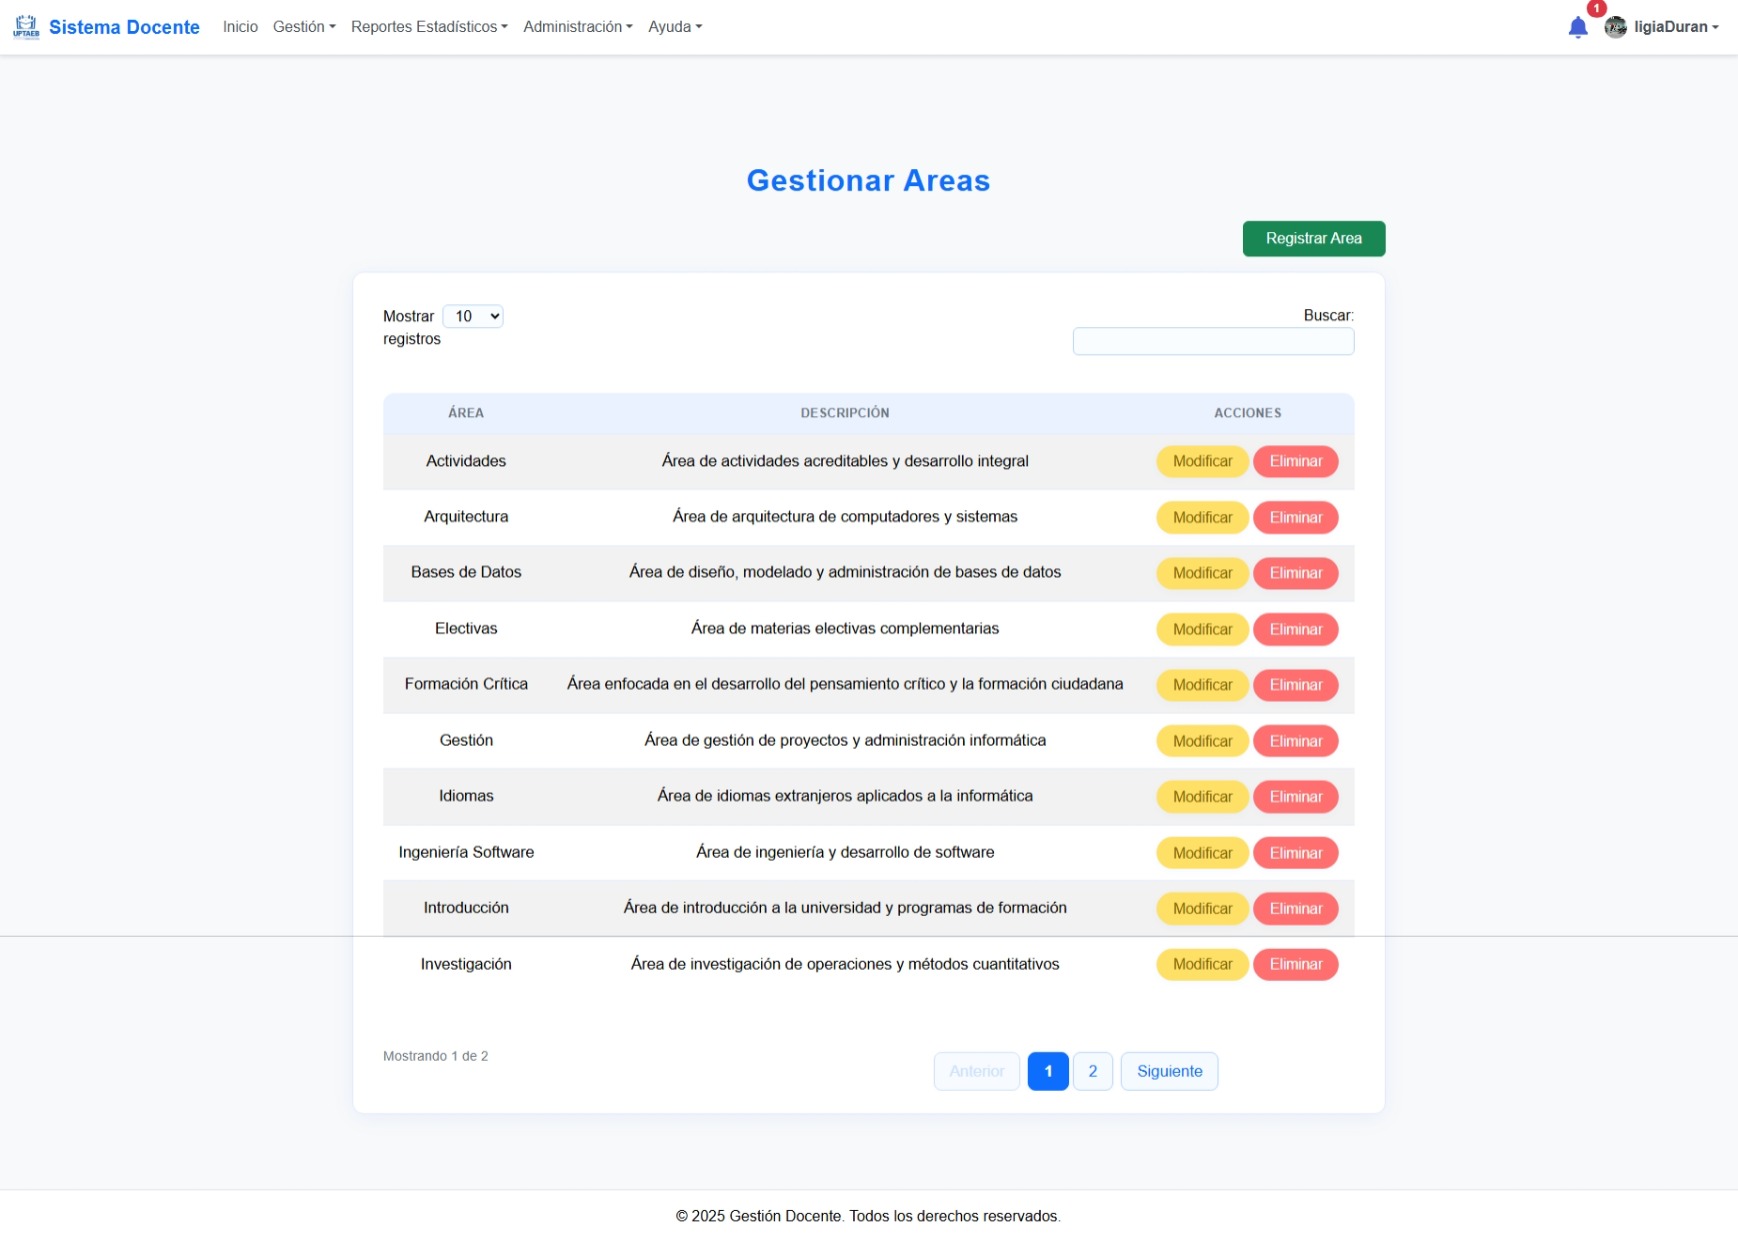 UPTAEB Sistema Docente Inicio Gestión Reportes Estadísticos Administración Ayuda 1 ligiaDuran
Gestionar Areas
Registrar Area
Mostrar 10 registros
Buscar:
ÁREA DESCRIPCIÓN ACCIONES
Actividades Área de actividades acreditables y desarrollo integral Modificar Eliminar
Arquitectura Área de arquitectura de computadores y sistemas Modificar Eliminar
Bases de Datos Área de diseño, modelado y administración de bases de datos Modificar Eliminar
Electivas Área de materias electivas complementarias Modificar Eliminar
Formación Crítica Área enfocada en el desarrollo del pensamiento crítico y la formación ciudadana Modificar Eliminar
Gestión Área de gestión de proyectos y administración informática Modificar Eliminar
Idiomas Área de idiomas extranjeros aplicados a la informática Modificar Eliminar
Ingeniería Software Área de ingeniería y desarrollo de software Modificar Eliminar
Introducción Área de introducción a la universidad y programas de formación Modificar Eliminar
Investigación Área de investigación de operaciones y métodos cuantitativos Modificar Eliminar
Mostrando 1 de 2
Anterior 1 2 Siguiente
© 2025 Gestión Docente. Todos los derechos reservados.